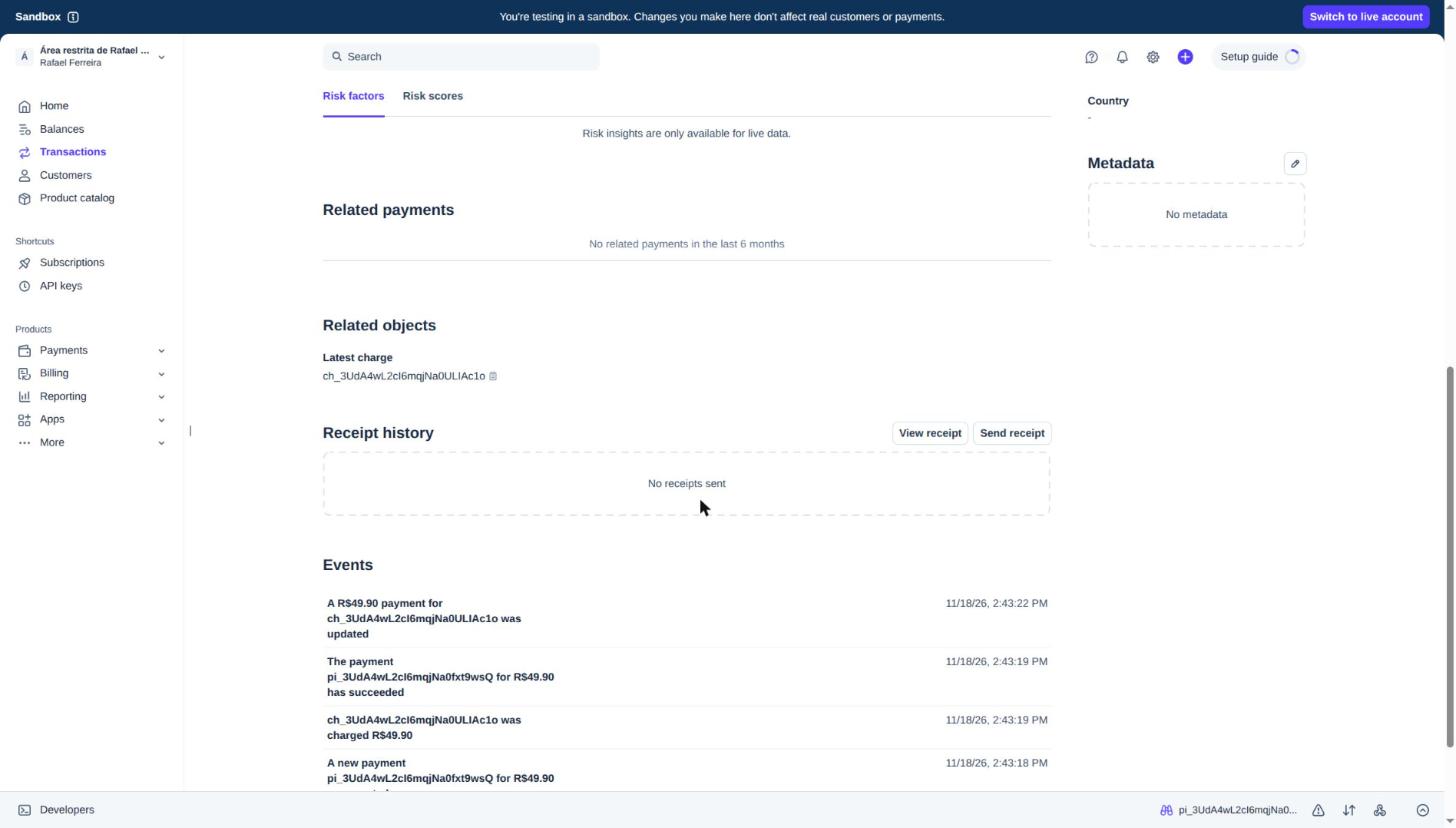 Sandbox
You're testing in a sandbox. Changes you make here don't affect real customers or payments.
Switch to live account
Á
Área restrita de Rafael ...
Rafael Ferreira
Search
Setup guide
Home
Balances
Transactions
Customers
Product catalog
Shortcuts
Subscriptions
API keys
Products
Payments
Billing
Reporting
Apps
More
Risk factors
Risk scores
Risk insights are only available for live data.
Related payments
No related payments in the last 6 months
Related objects
Latest charge
ch_3UdA4wL2cI6mqjNa0ULIAc1o
Receipt history
View receipt
Send receipt
No receipts sent
Events
A R$49.90 payment for
ch_3UdA4wL2cI6mqjNa0ULIAc1o was
updated
11/18/26, 2:43:22 PM
The payment
pi_3UdA4wL2cI6mqjNa0fxt9wsQ for R$49.90
has succeeded
11/18/26, 2:43:19 PM
ch_3UdA4wL2cI6mqjNa0ULIAc1o was
charged R$49.90
11/18/26, 2:43:19 PM
A new payment
pi_3UdA4wL2cI6mqjNa0fxt9wsQ for R$49.90
11/18/26, 2:43:18 PM
Country
-
Metadata
No metadata
Developers
pi_3UdA4wL2cI6mqjNa0...